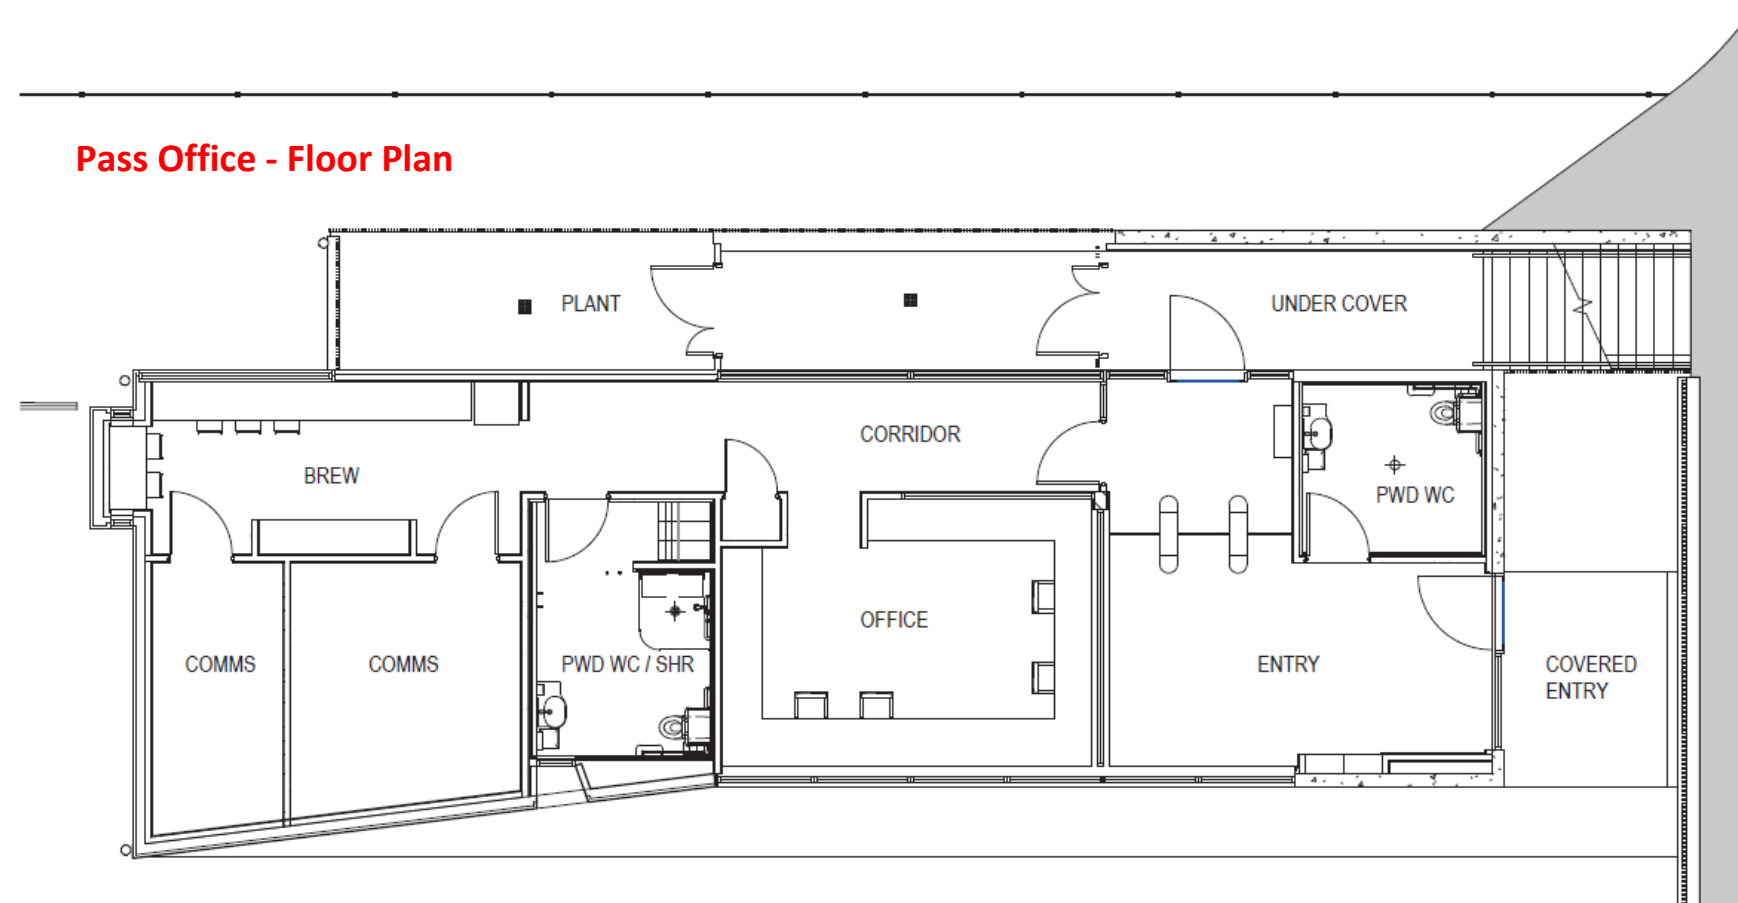 Pass Office - Floor Plan
PLANT
UNDER COVER
CORRIDOR
BREW
PWD WC
OFFICE
COMMS
COMMS
PWD WC / SHR
ENTRY
COVERED
ENTRY